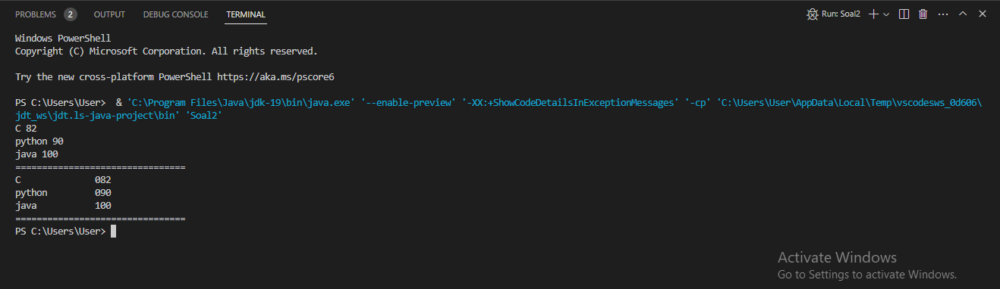 PROBLEMS 2 OUTPUT DEBUG CONSOLE TERMINAL Run: Soal2
Windows PowerShell
Copyright (C) Microsoft Corporation. All rights reserved.
Try the new cross-platform PowerShell https://aka.ms/pscore6
PS C:\Users\User>  & 'C:\Program Files\Java\jdk-19\bin\java.exe' '--enable-preview' '-XX:+ShowCodeDetailsInExceptionMessages' '-cp' 'C:\Users\User\AppData\Local\Temp\vscodesws_0d606\
jdt_ws\jdt.ls-java-project\bin' 'Soal2'
C 82
python 90
java 100
================================
C              082
python         090
java           100
================================
PS C:\Users\User>
Activate Windows
Go to Settings to activate Windows.